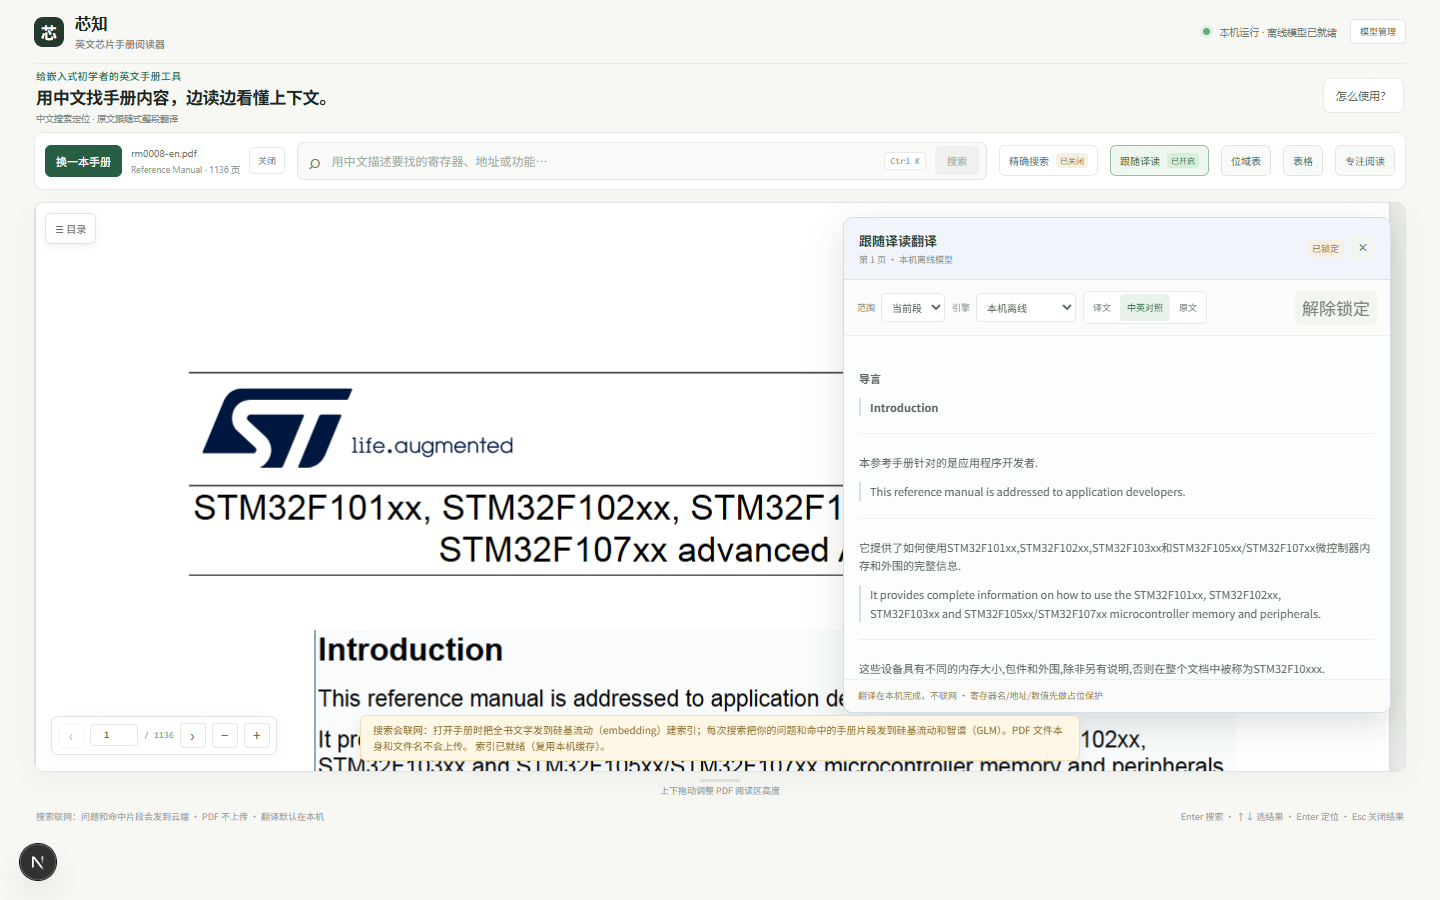 芯
芯知
英文芯片手册阅读器
本机运行 · 离线模型已就绪
模型管理
给嵌入式初学者的英文手册工具
用中文找手册内容，边读边看懂上下文。
中文搜索定位 · 原文跟随式整段翻译
怎么使用？
换一本手册
rm0008-en.pdf
Reference Manual · 1136 页
关闭
用中文描述要找的寄存器、地址或功能…
Ctrl K
搜索
精确搜索 已关闭
跟随译读 已开启
位域表
表格
专注阅读
☰ 目录
life.augmented
STM32F101xx, STM32F102xx, STM32F1
STM32F107xx advanced
Introduction
This reference manual is addressed to application de
It pr
102xx,
STM32F103xx and STM32F105xx/STM32F107xx microcontroller memory and peripherals
跟随译读翻译
第 1 页 · 本机离线模型
已锁定
×
范围
当前段
引擎
本机离线
译文
中英对照
原文
解除锁定
导言
Introduction
本参考手册针对的是应用程序开发者.
This reference manual is addressed to application developers.
它提供了如何使用STM32F101xx,STM32F102xx,STM32F103xx和STM32F105xx/STM32F107xx微控制器内
存和外围的完整信息.
It provides complete information on how to use the STM32F101xx, STM32F102xx,
STM32F103xx and STM32F105xx/STM32F107xx microcontroller memory and peripherals.
这些设备具有不同的内存大小,包件和外围,除非另有说明,否则在整个文档中被称为STM32F10xxx.
翻译在本机完成，不联网 · 寄存器名/地址/数值先做占位保护
‹
1
/ 1136
›
−
+
搜索会联网：打开手册时把全书文字发到硅基流动（embedding）建索引；每次搜索把你的问题和命中的手册片段发到硅基流动和智谱（GLM）。PDF 文件本
身和文件名不会上传。 索引已就绪（复用本机缓存）。
上下拖动调整 PDF 阅读区高度
搜索联网：问题和命中片段会发到云端 · PDF 不上传 · 翻译默认在本机
Enter 搜索 · ↑↓ 选结果 · Enter 定位 · Esc 关闭结果
N